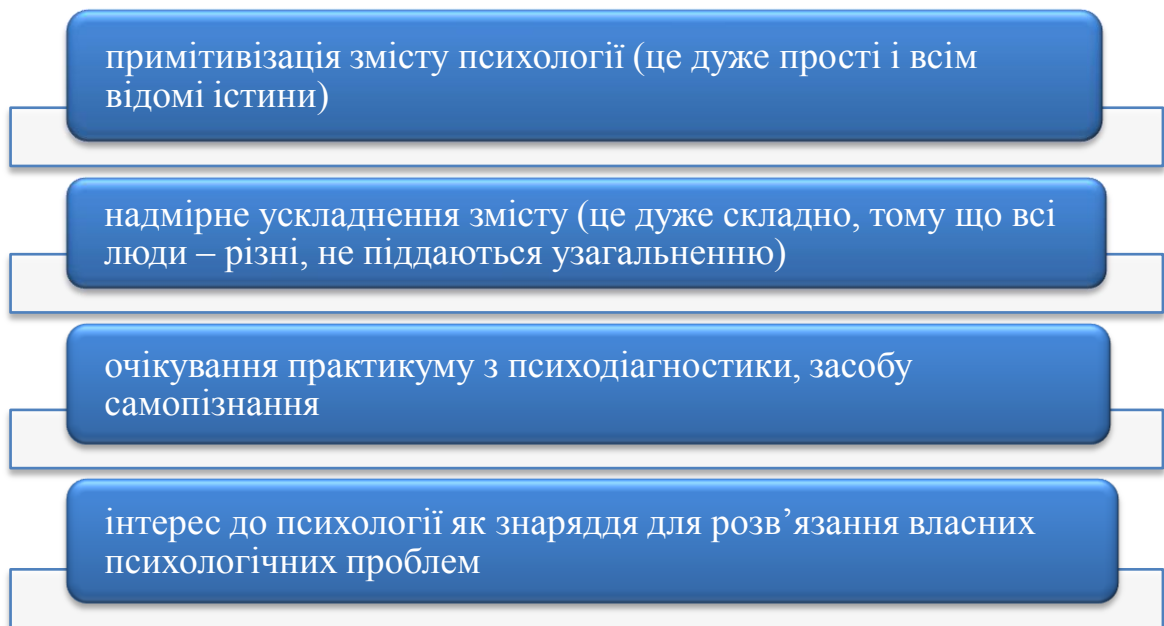 примітивізація змісту психології (це дуже прості і всім
відомі істини)
надмірне ускладнення змісту (це дуже складно, тому що всі
люди – різні, не піддаються узагальненню)
очікування практикуму з психодіагностики, засобу
самопізнання
інтерес до психології як знаряддя для розв’язання власних
психологічних проблем